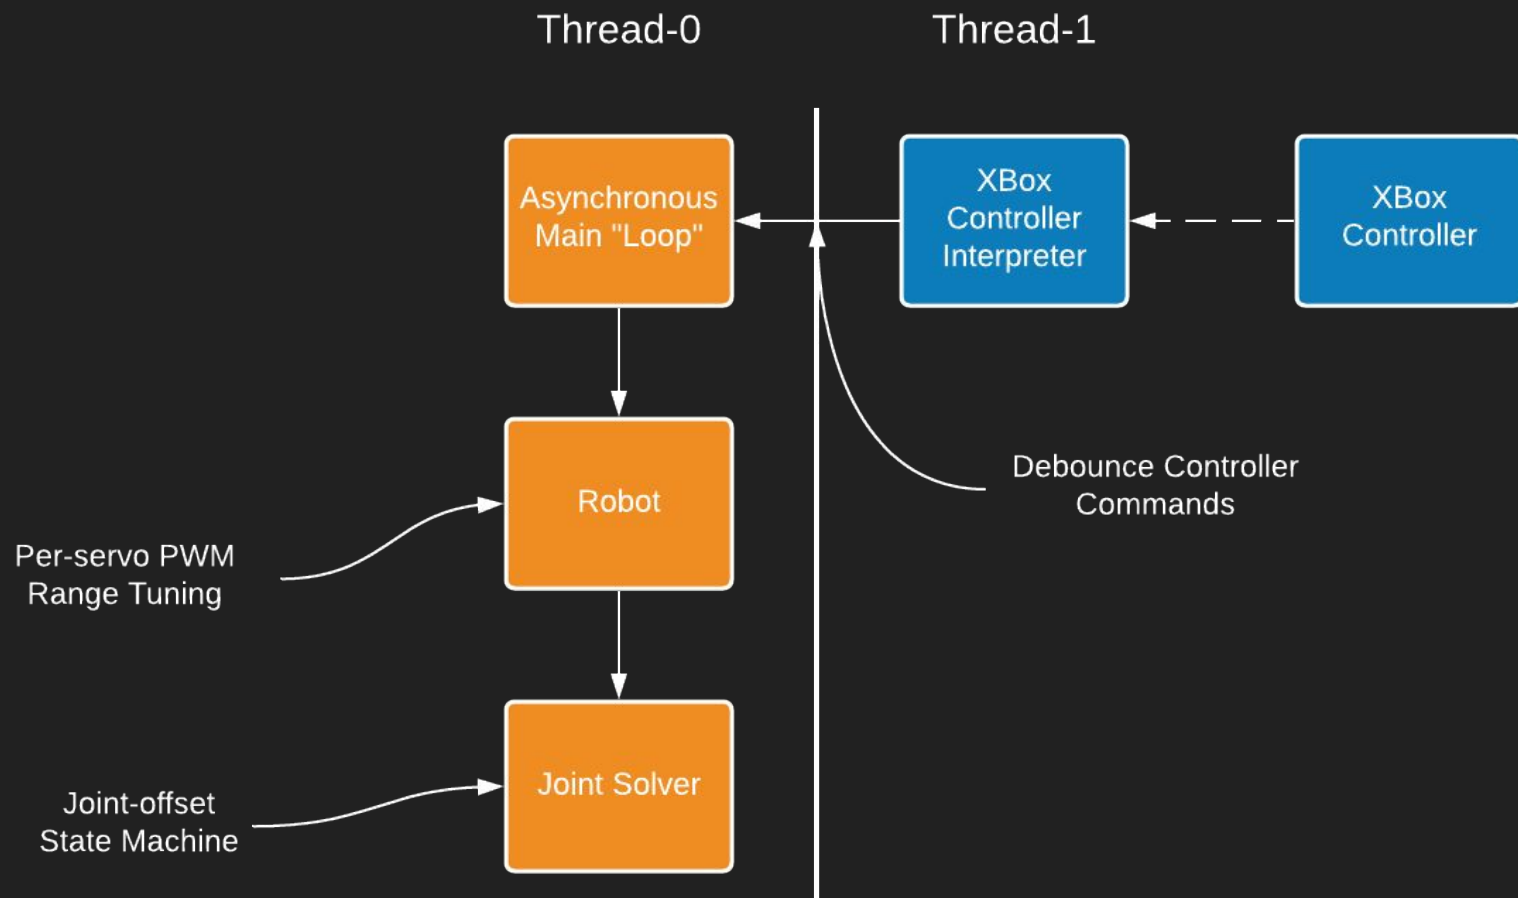 Thread-0
Thread-1
Asynchronous
Main "Loop"
XBox
Controller
Interpreter
XBox
Controller
Debounce Controller
Commands
Robot
Per-servo PWM
Range Tuning
Joint Solver
Joint-offset
State Machine